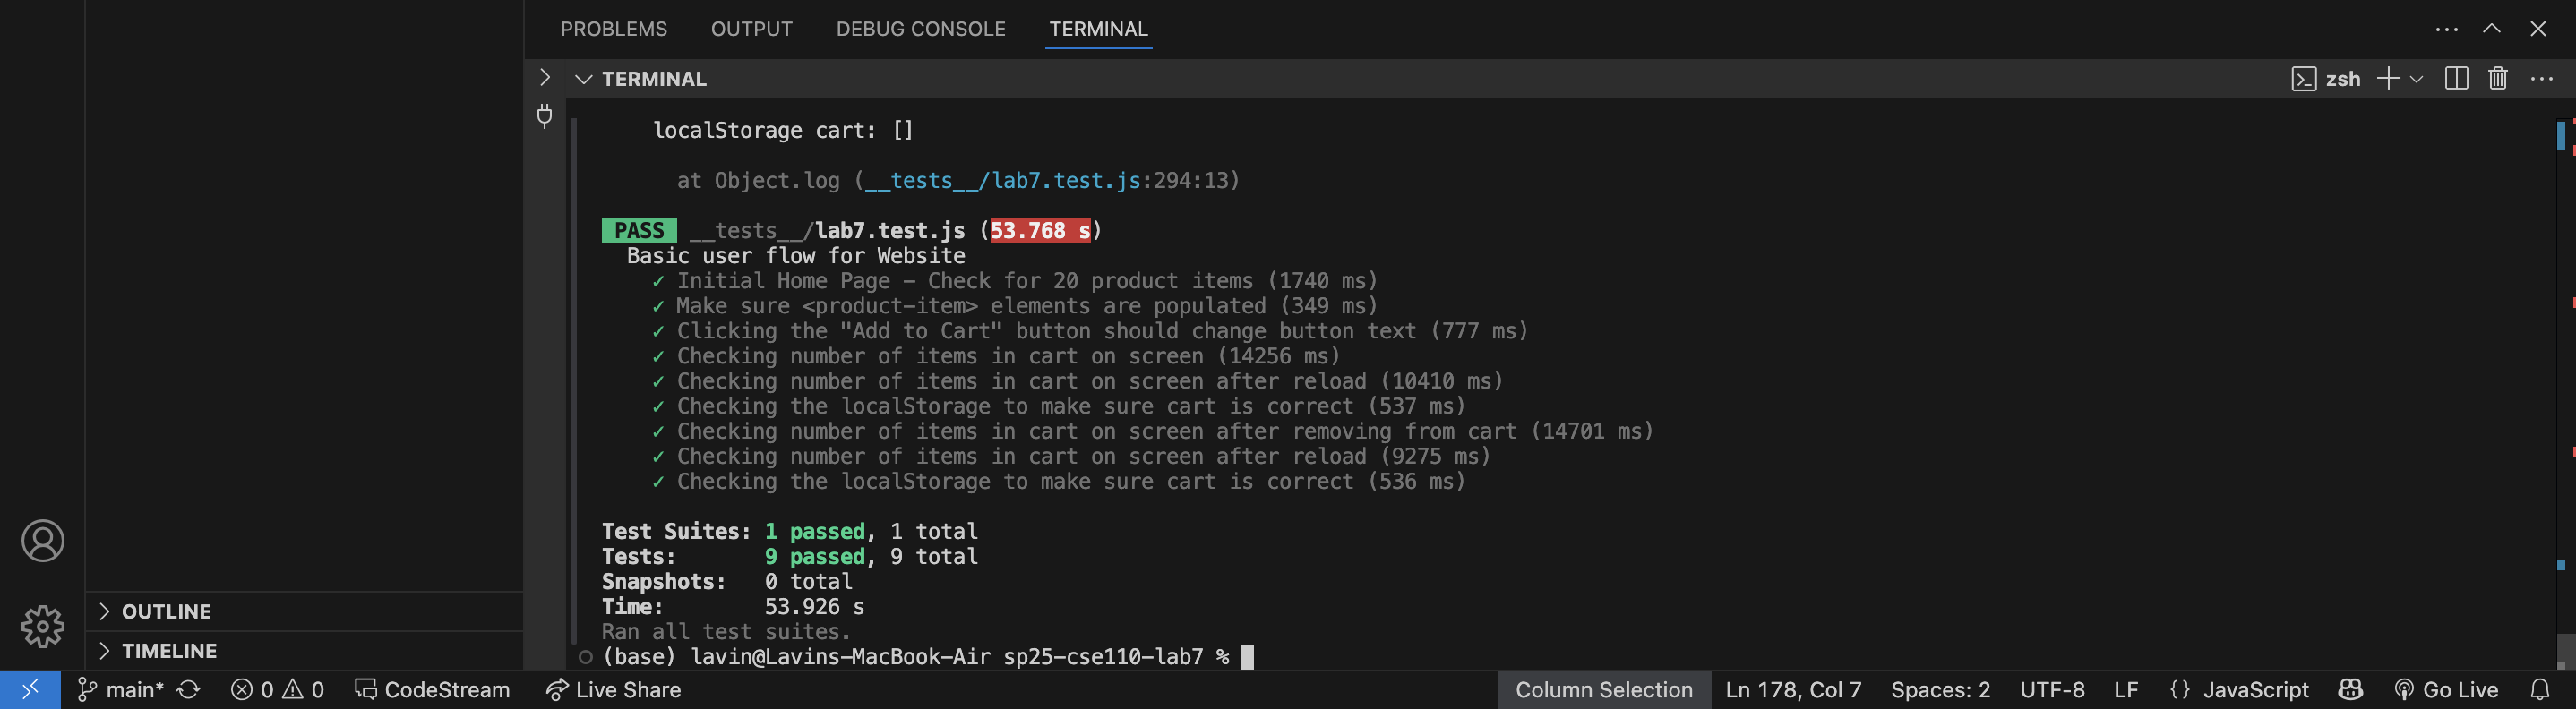 PROBLEMS OUTPUT DEBUG CONSOLE TERMINAL
TERMINAL zsh
localStorage cart: []
at Object.log (__tests__/lab7.test.js:294:13)
PASS __tests__/lab7.test.js (53.768 s)
Basic user flow for Website
✓ Initial Home Page – Check for 20 product items (1740 ms)
✓ Make sure <product-item> elements are populated (349 ms)
✓ Clicking the "Add to Cart" button should change button text (777 ms)
✓ Checking number of items in cart on screen (14256 ms)
✓ Checking number of items in cart on screen after reload (10410 ms)
✓ Checking the localStorage to make sure cart is correct (537 ms)
✓ Checking number of items in cart on screen after removing from cart (14701 ms)
✓ Checking number of items in cart on screen after reload (9275 ms)
✓ Checking the localStorage to make sure cart is correct (536 ms)
Test Suites: 1 passed, 1 total
Tests: 9 passed, 9 total
Snapshots: 0 total
Time: 53.926 s
Ran all test suites.
(base) lavin@Lavins-MacBook-Air sp25-cse110-lab7 %
OUTLINE
TIMELINE
main* 0 0 CodeStream Live Share Column Selection Ln 178, Col 7 Spaces: 2 UTF-8 LF {} JavaScript Go Live